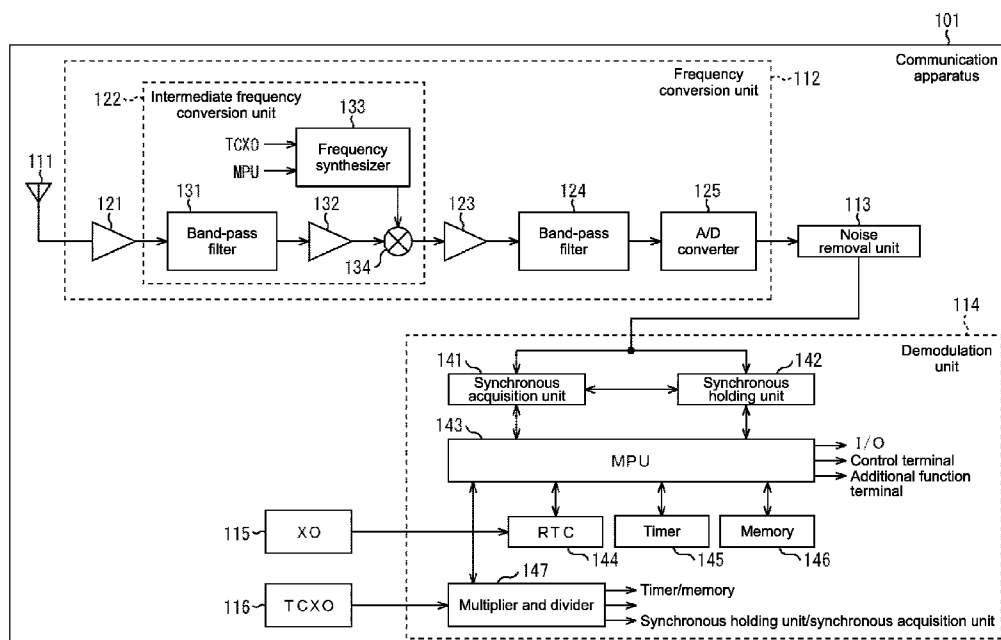 101
Communication
apparatus
Frequency
conversion unit
112
122
Intermediate frequency
conversion unit
133
TCXO
MPU
Frequency
synthesizer
111
121
131
Band-pass
filter
132
134
123
124
Band-pass
filter
125
A/D
converter
113
Noise
removal unit
114
Demodulation
unit
141
Synchronous
acquisition unit
142
Synchronous
holding unit
143
MPU
I/O
Control terminal
Additional function
terminal
115
XO
RTC
144
Timer
145
Memory
146
116
TCXO
147
Multiplier and divider
Timer/memory
Synchronous holding unit/synchronous acquisition unit